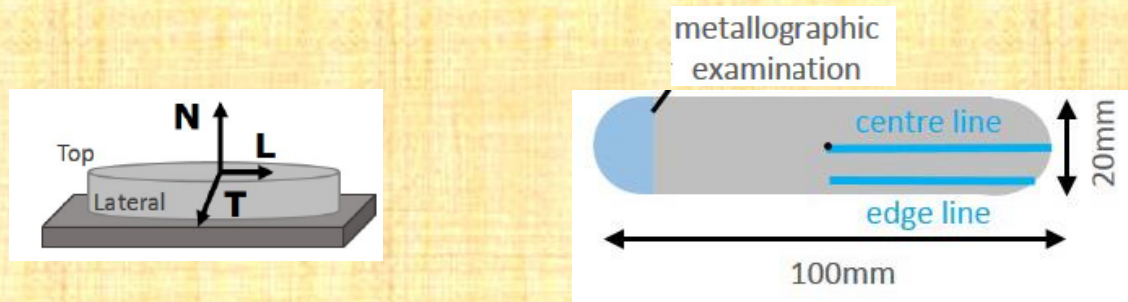 N
L
Top
Lateral
T
metallographic
examination
centre line
edge line
20mm
100mm